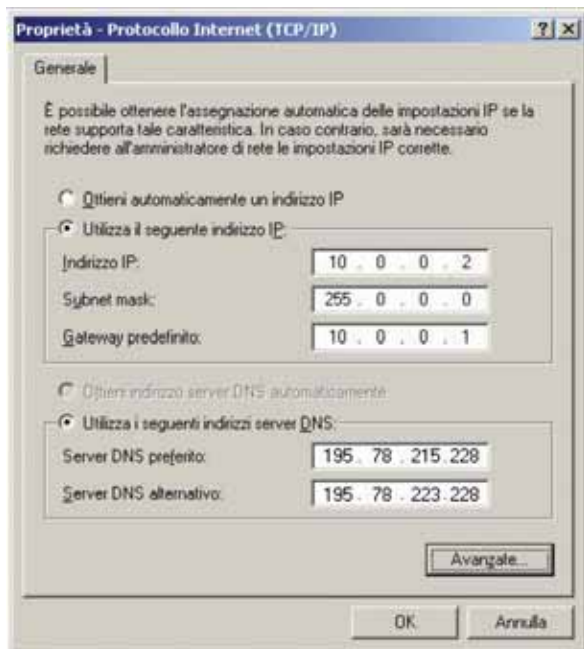 Proprietà - Protocollo Internet (TCP/IP)
Generale
È possibile ottenere l'assegnazione automatica delle impostazioni IP se la
rete supporta tale caratteristica. In caso contrario, sarà necessario
richiedere all'amministratore di rete le impostazioni IP corrette.
Ottieni automaticamente un indirizzo IP
Utilizza il seguente indirizzo IP:
Indirizzo IP: 10 . 0 . 0 . 2
Subnet mask: 255 . 0 . 0 . 0
Gateway predefinito: 10 . 0 . 0 . 1
Ottieni indirizzo server DNS automaticamente
Utilizza i seguenti indirizzi server DNS:
Server DNS preferito: 195 . 78 . 215 . 228
Server DNS alternativo: 195 . 78 . 223 . 228
Avanzate...
OK Annulla